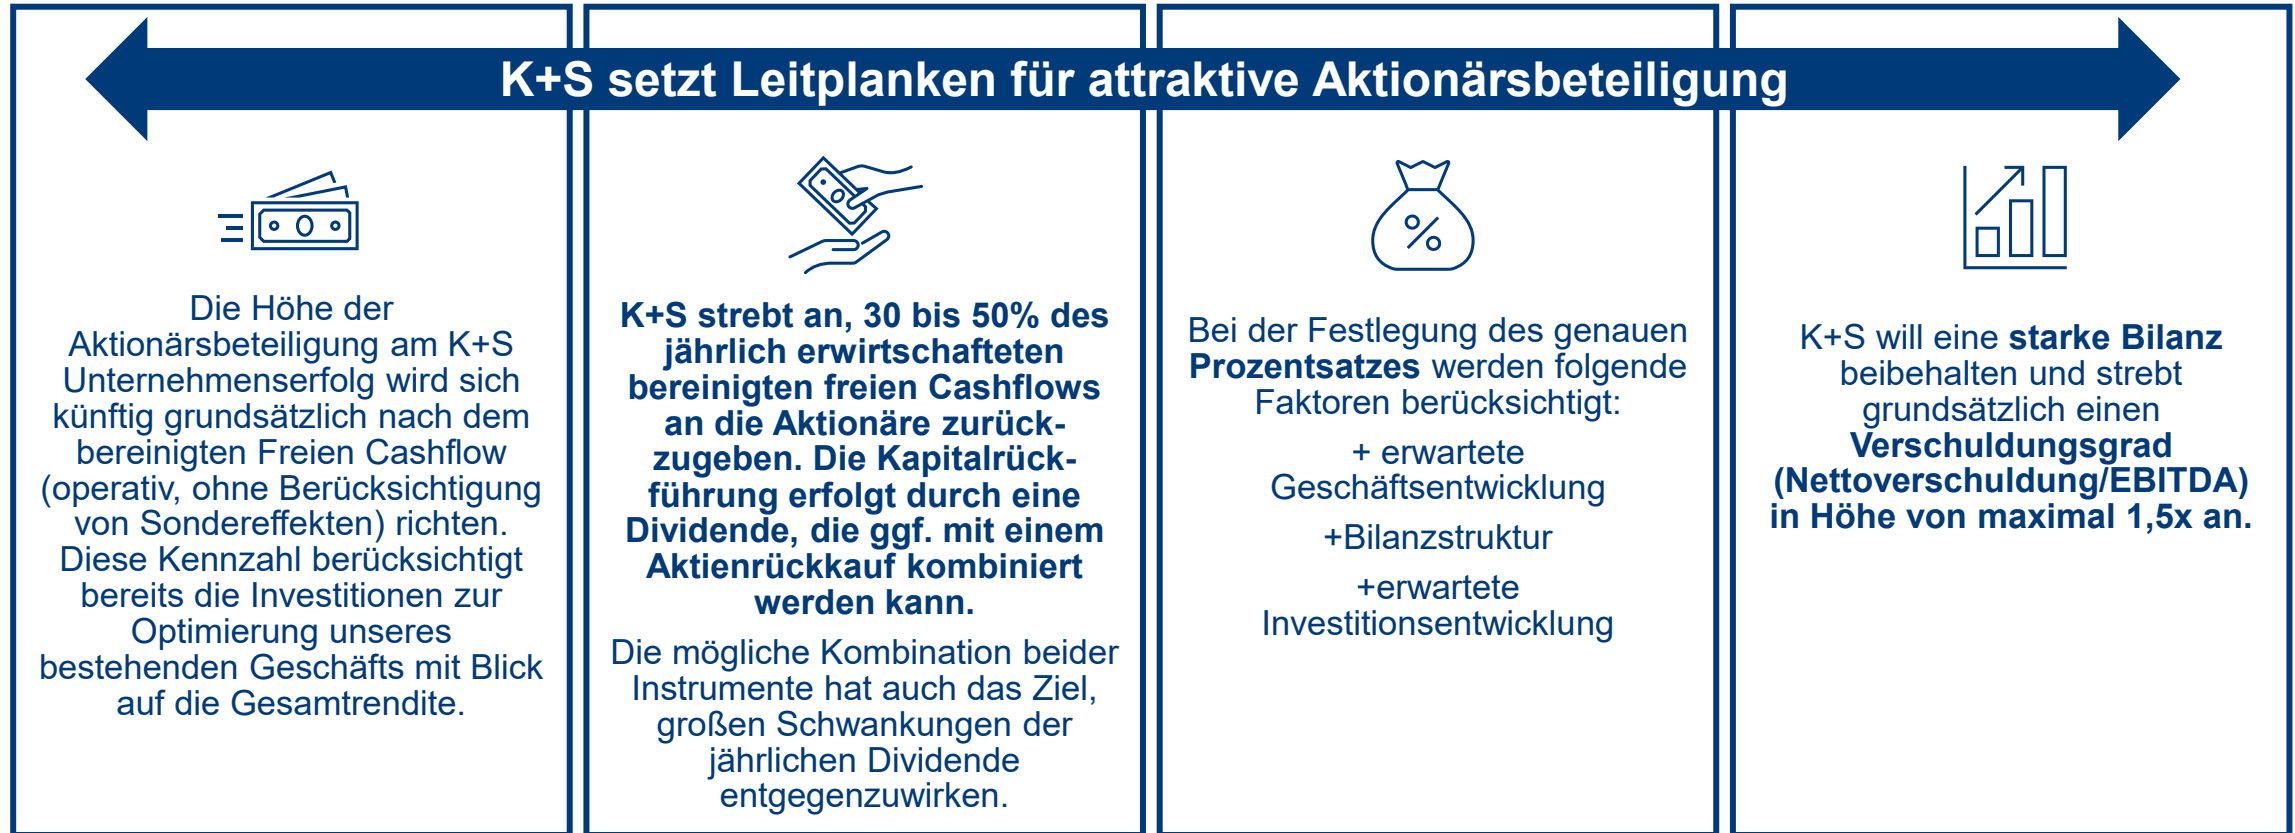 K+S setzt Leitplanken für attraktive Aktionärsbeteiligung
Die Höhe der
Aktionärsbeteiligung am K+S
Unternehmenserfolg wird sich
künftig grundsätzlich nach dem
bereinigten Freien Cashflow
(operativ, ohne Berücksichtigung
von Sondereffekten) richten.
Diese Kennzahl berücksichtigt
bereits die Investitionen zur
Optimierung unseres
bestehenden Geschäfts mit Blick
auf die Gesamtrendite.
K+S strebt an, 30 bis 50% des
jährlich erwirtschafteten
bereinigten freien Cashflows
an die Aktionäre zurück-
zugeben. Die Kapitalrück-
führung erfolgt durch eine
Dividende, die ggf. mit einem
Aktienrückkauf kombiniert
werden kann.
Die mögliche Kombination beider
Instrumente hat auch das Ziel,
großen Schwankungen der
jährlichen Dividende
entgegenzuwirken.
%
Bei der Festlegung des genauen
Prozentsatzes werden folgende
Faktoren berücksichtigt:
+ erwartete
Geschäftsentwicklung
+Bilanzstruktur
+erwartete
Investitionsentwicklung
K+S will eine starke Bilanz
beibehalten und strebt
grundsätzlich einen
Verschuldungsgrad
(Nettoverschuldung/EBITDA)
in Höhe von maximal 1,5x an.